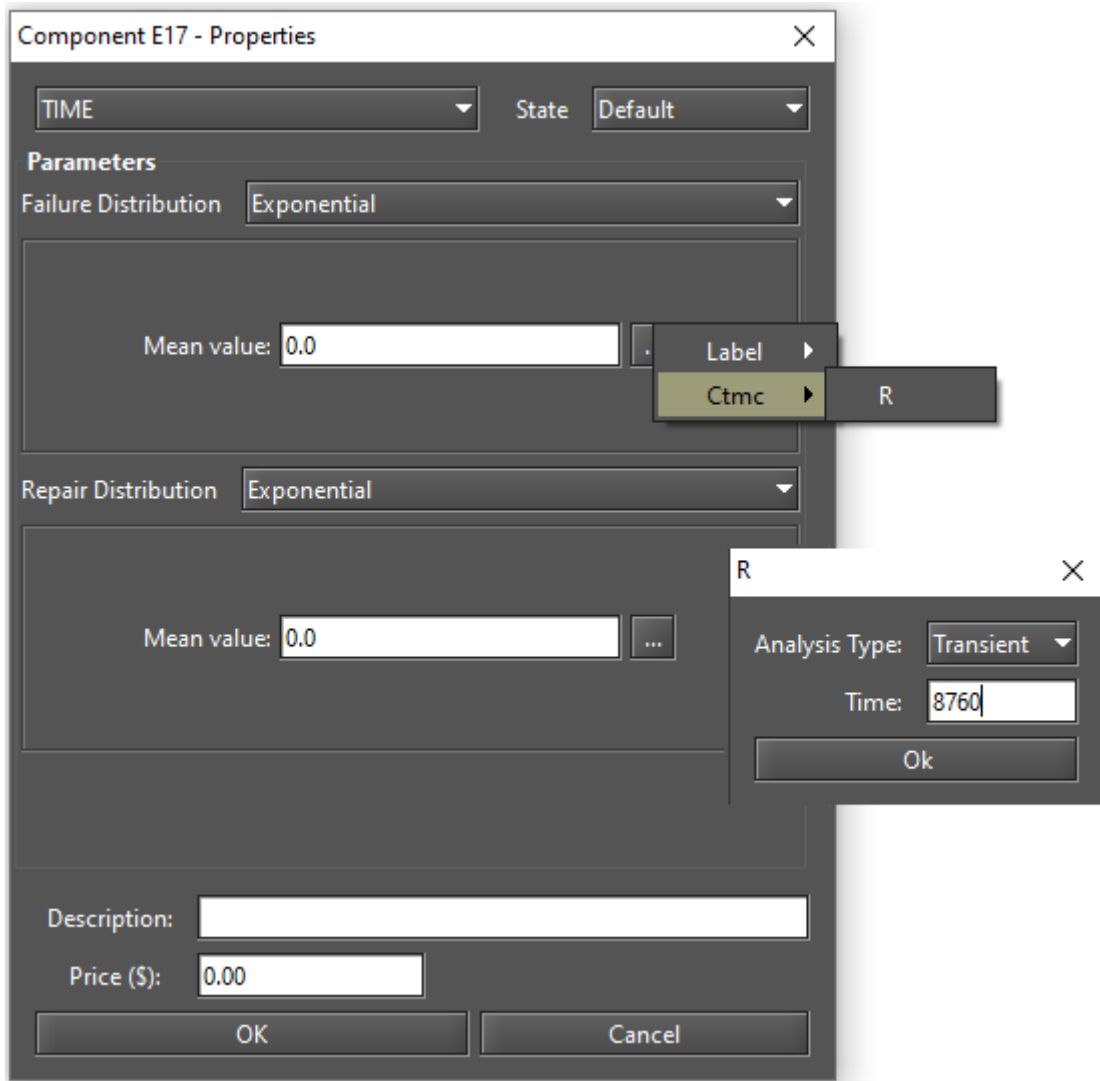 Component E17 - Properties
TIME State Default
Parameters
Failure Distribution Exponential
Mean value: 0.0 .
Label
Ctmc R
Repair Distribution Exponential
Mean value: 0.0 ...
R
Analysis Type: Transient
Time: 8760
Ok
Description:
Price ($): 0.00
OK Cancel